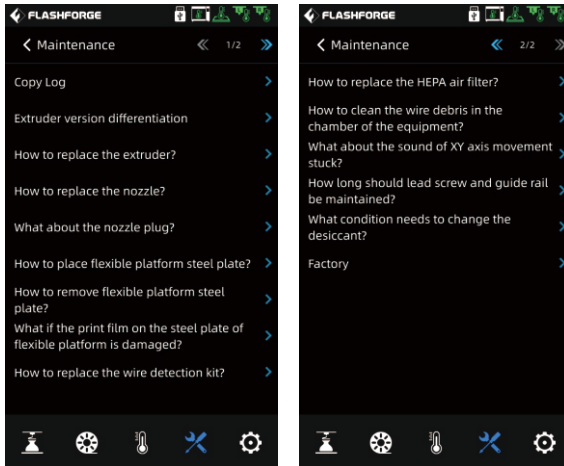 FLASHFORGE
Maintenance
1/2
Copy Log
Extruder version differentiation
How to replace the extruder?
How to replace the nozzle?
What about the nozzle plug?
How to place flexible platform steel plate?
How to remove flexible platform steel
plate?
What if the print film on the steel plate of
flexible platform is damaged?
How to replace the wire detection kit?
FLASHFORGE
Maintenance
2/2
How to replace the HEPA air filter?
How to clean the wire debris in the
chamber of the equipment?
What about the sound of XY axis movement
stuck?
How long should lead screw and guide rail
be maintained?
What condition needs to change the
desiccant?
Factory